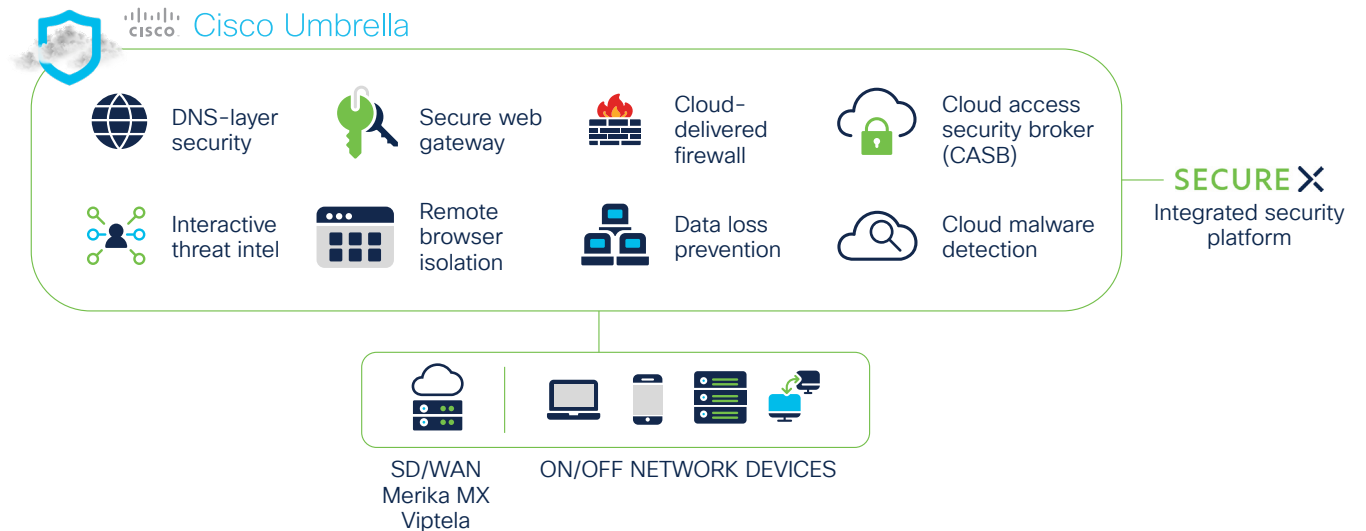 cisco. Cisco Umbrella
DNS-layer
security
Secure web
gateway
Cloud-
delivered
firewall
Cloud access
security broker
(CASB)
Interactive
threat intel
Remote
browser
isolation
Data loss
prevention
Cloud malware
detection
SECUREX
Integrated security
platform
SD/WAN
Merika MX
Viptela
ON/OFF NETWORK DEVICES